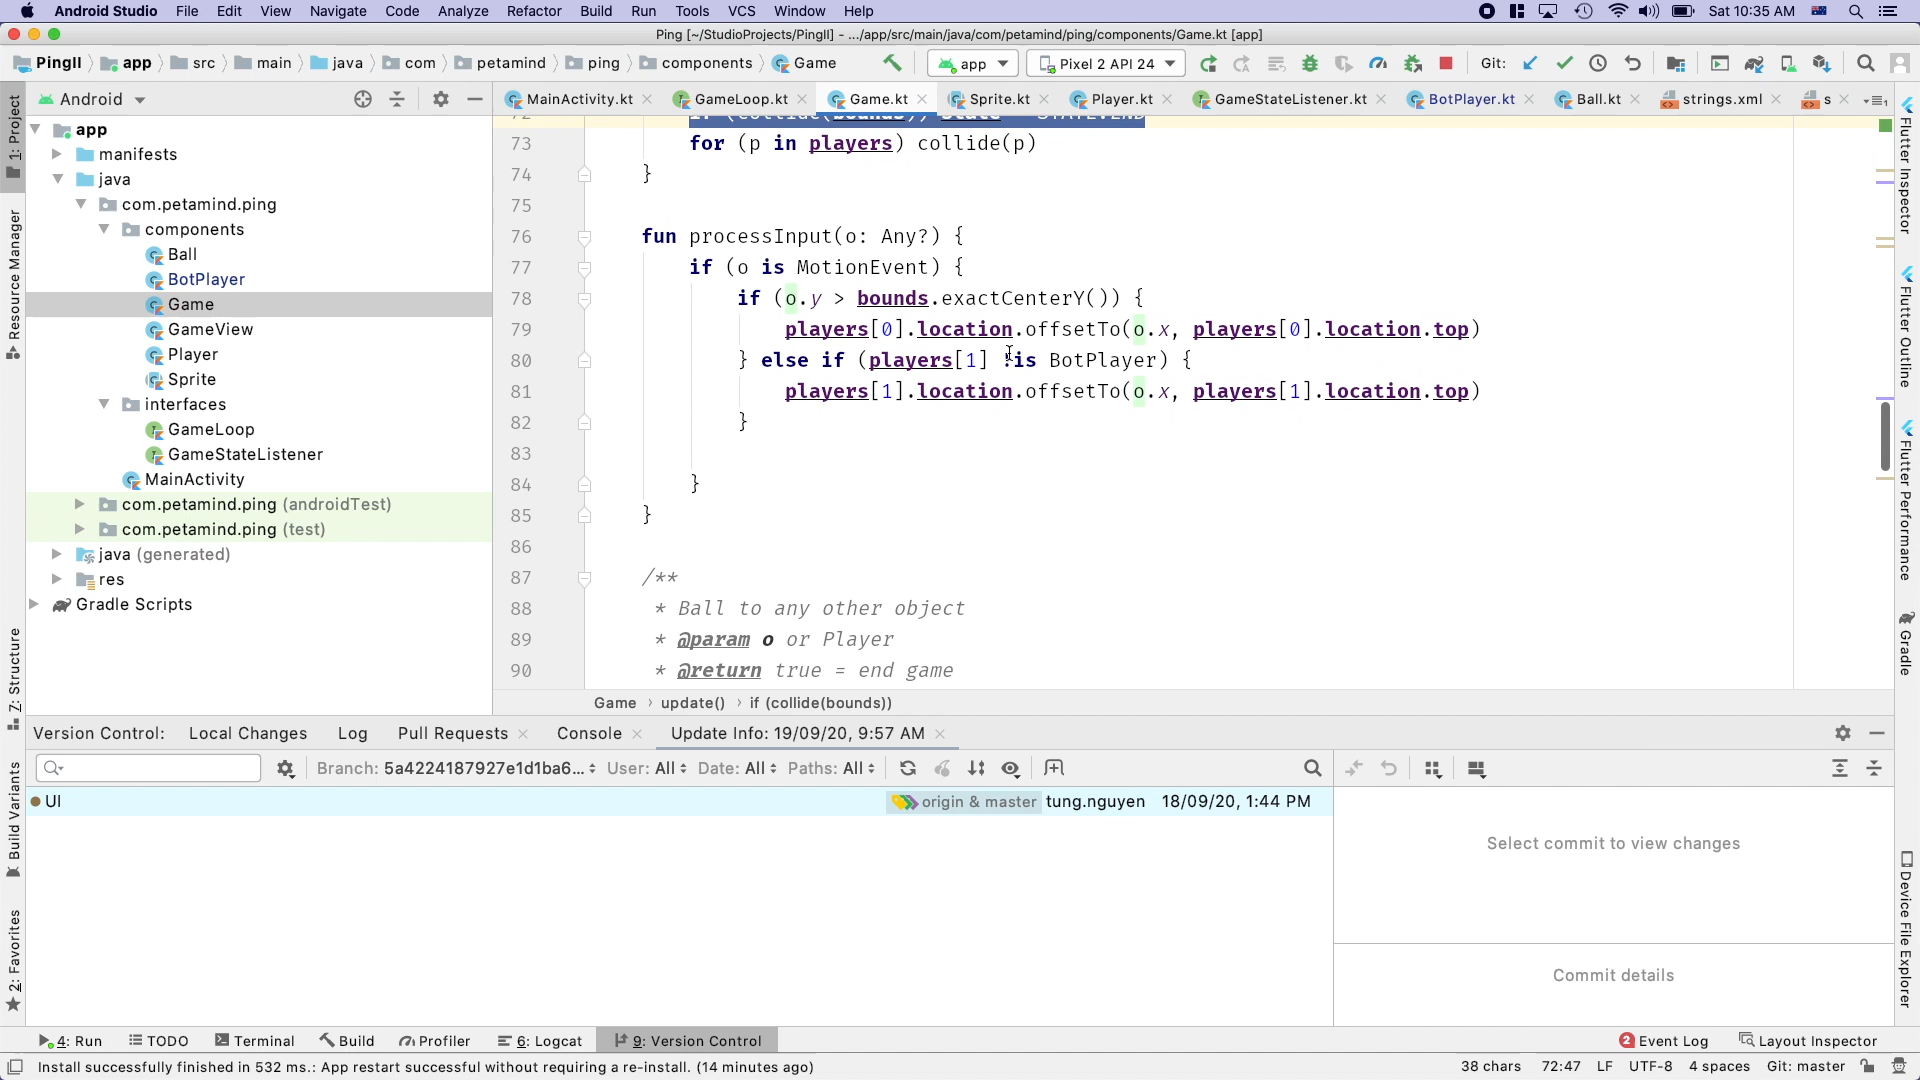 Android Studio File Edit View Navigate Code Analyze Refactor Build Run Tools VCS Window Help Sat 10:35 AM
Ping [~/StudioProjects/PingII] - .../app/src/main/java/com/petamind/ping/components/Game.kt [app]
PingII app src main java com petamind ping components Game app Pixel 2 API 24 Git:
Android MainActivity.kt GameLoop.kt Game.kt Sprite.kt Player.kt GameStateListener.kt BotPlayer.kt Ball.kt strings.xml s
app
manifests
java
com.petamind.ping
components
Ball
BotPlayer
Game
GameView
Player
Sprite
interfaces
GameLoop
GameStateListener
MainActivity
com.petamind.ping (androidTest)
com.petamind.ping (test)
java (generated)
res
Gradle Scripts
73 for (p in players) collide(p)
74 }
75
76 fun processInput(o: Any?) {
77 if (o is MotionEvent) {
78 if (o.y > bounds.exactCenterY()) {
79 players[0].location.offsetTo(o.x, players[0].location.top)
80 } else if (players[1] !is BotPlayer) {
81 players[1].location.offsetTo(o.x, players[1].location.top)
82 }
83
84 }
85 }
86
87 /**
88 * Ball to any other object
89 * @param o or Player
90 * @return true = end game
Game › update() › if (collide(bounds))
1: Project
Resource Manager
7: Structure
Build Variants
2: Favorites
Flutter Inspector
Flutter Outline
Flutter Performance
Gradle
Device File Explorer
Version Control: Local Changes Log Pull Requests Console Update Info: 19/09/20, 9:57 AM
Branch: 5a4224187927e1d1ba6... User: All Date: All Paths: All
UI origin & master tung.nguyen 18/09/20, 1:44 PM
Select commit to view changes
Commit details
4: Run TODO Terminal Build Profiler 6: Logcat 9: Version Control 2 Event Log Layout Inspector
Install successfully finished in 532 ms.: App restart successful without requiring a re-install. (14 minutes ago) 38 chars 72:47 LF UTF-8 4 spaces Git: master